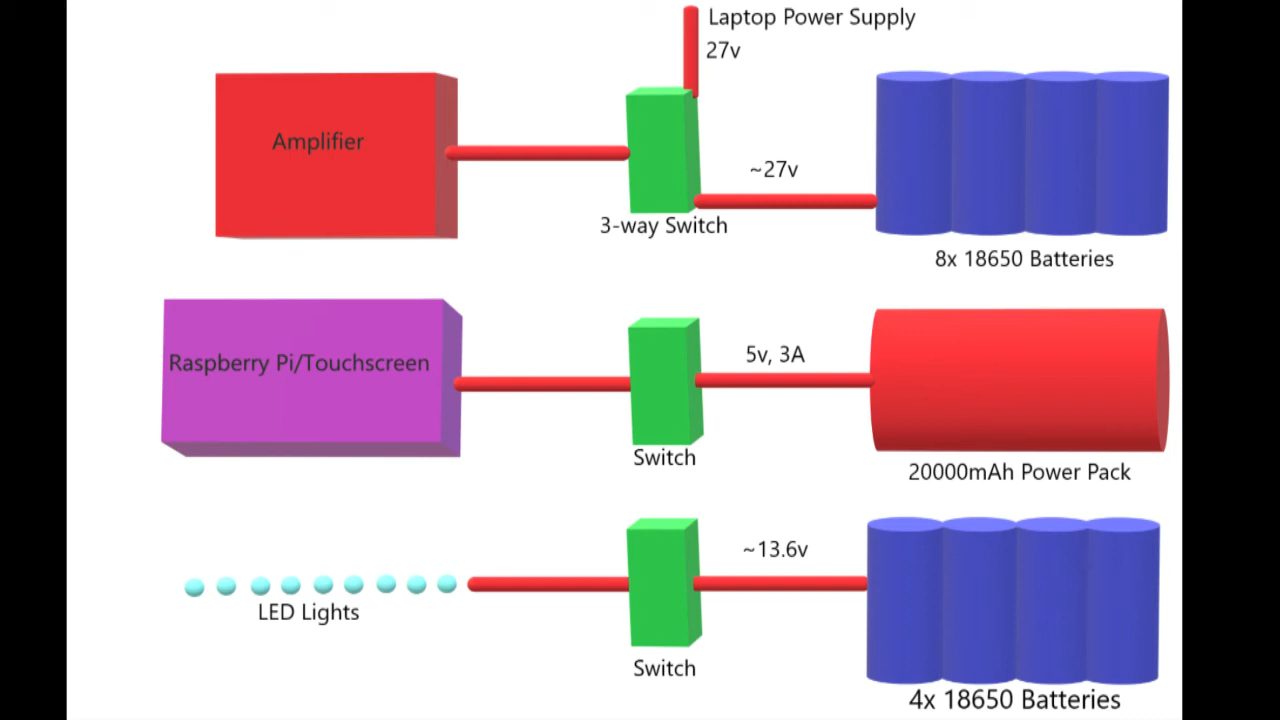 Laptop Power Supply
27v
Amplifier
~27v
3-way Switch
8x 18650 Batteries
Raspberry Pi/Touchscreen
5v, 3A
Switch
20000mAh Power Pack
~13.6v
LED Lights
Switch
4x 18650 Batteries